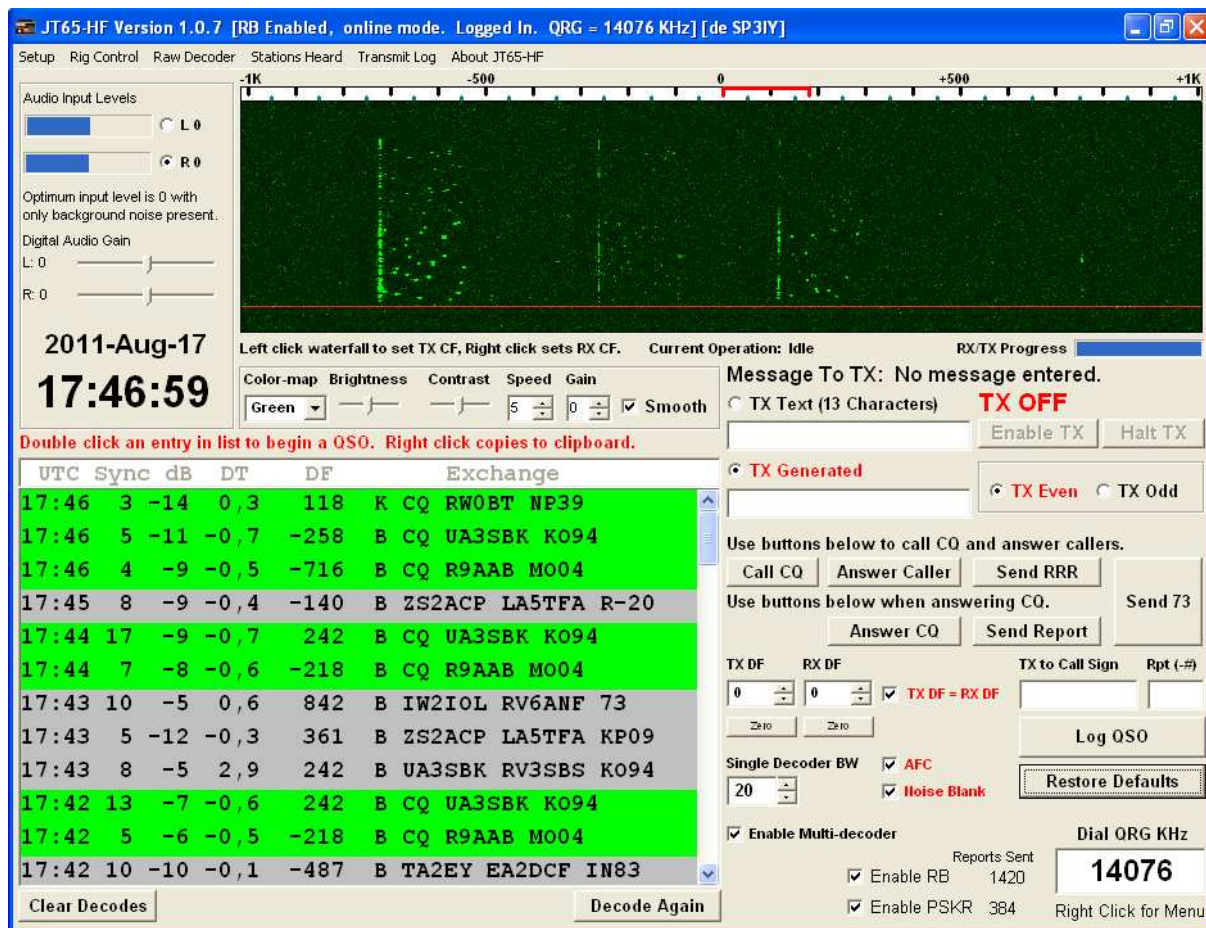 JT65-HF Version 1.0.7 [RB Enabled, online mode. Logged In. QRG = 14076 KHz] [de SP3IY]
Setup Rig Control Raw Decoder Stations Heard Transmit Log About JT65-HF
-1K -500 0 +500 +1K
Audio Input Levels
L 0
R 0
Optimum input level is 0 with
only background noise present.
Digital Audio Gain
L: 0
R: 0
2011-Aug-17
17:46:59
Left click waterfall to set TX CF, Right click sets RX CF. Current Operation: Idle RX/TX Progress
Color-map Brightness Contrast Speed Gain
Green 5 0 Smooth
Double click an entry in list to begin a QSO. Right click copies to clipboard.
UTC Sync dB DT DF Exchange
17:46 3 -14 0,3 118 K CQ RW0BT NP39
17:46 5 -11 -0,7 -258 B CQ UA3SBK KO94
17:46 4 -9 -0,5 -716 B CQ R9AAB MO04
17:45 8 -9 -0,4 -140 B ZS2ACP LA5TFA R-20
17:44 17 -9 -0,7 242 B CQ UA3SBK KO94
17:44 7 -8 -0,6 -218 B CQ R9AAB MO04
17:43 10 -5 0,6 842 B IW2IOL RV6ANF 73
17:43 5 -12 -0,3 361 B ZS2ACP LA5TFA KP09
17:43 8 -5 2,9 242 B UA3SBK RV3SBS KO94
17:42 13 -7 -0,6 242 B CQ UA3SBK KO94
17:42 5 -6 -0,5 -218 B CQ R9AAB MO04
17:42 10 -10 -0,1 -487 B TA2EY EA2DCF IN83
Clear Decodes Decode Again
Message To TX: No message entered.
TX Text (13 Characters) TX OFF
Enable TX Halt TX
TX Generated
TX Even TX Odd
Use buttons below to call CQ and answer callers.
Call CQ Answer Caller Send RRR
Use buttons below when answering CQ. Send 73
Answer CQ Send Report
TX DF RX DF TX to Call Sign Rpt (-#)
0 0 TX DF = RX DF
Zero Zero
Log QSO
Single Decoder BW AFC
20 Noise Blank Restore Defaults
Enable Multi-decoder Dial QRG KHz
Reports Sent
Enable RB 1420 14076
Enable PSKR 384 Right Click for Menu